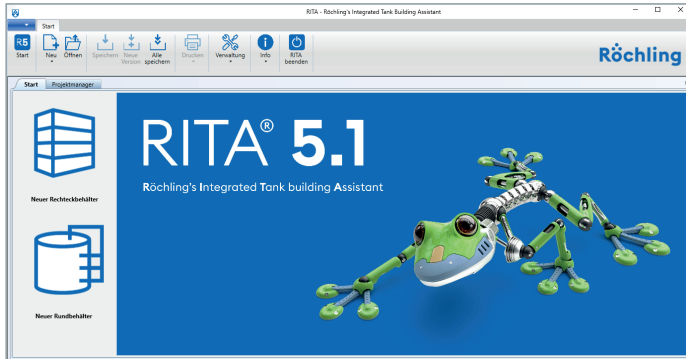 RITA - Röchling's Integrated Tank Building Assistant
Start
R5
Start
Neu
Öffnen
Speichern
Neue
Version
Alle
speichern
Drucken
Verwaltung
Info
RITA
beenden
Röchling
Start
Projektmanager
Neuer Rechteckbehälter
Neuer Rundbehälter
RITA® 5.1
Röchling's Integrated Tank building Assistant